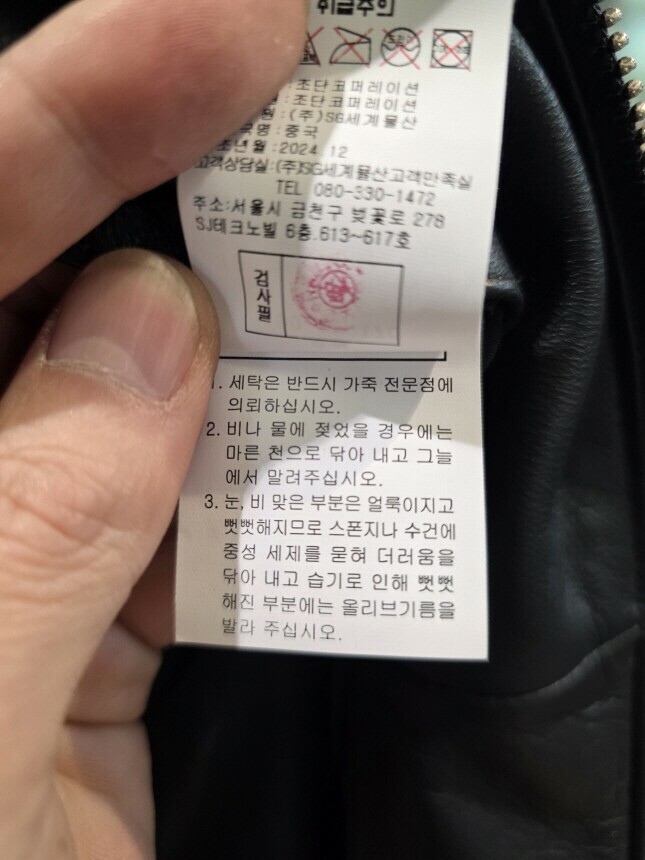 취급주의
: 조단코퍼레이션
: 조단코퍼레이션
: (주)SG세계물산
명 : 중국
년월 : 2024. 12
고객상담실:(주)SG세계물산고객만족실
TEL 080-330-1472
주소:서울시 금천구 벚꽃로 278
SJ테크노빌 6층.613~617호
검사필
1. 세탁은 반드시 가죽 전문점에
의뢰하십시오.
2. 비나 물에 젖었을 경우에는
마른 천으로 닦아 내고 그늘
에서 말려주십시오.
3. 눈, 비 맞은 부분은 얼룩이지고
뻣뻣해지므로 스폰지나 수건에
중성 세제를 묻혀 더러움을
닦아 내고 습기로 인해 뻣뻣
해진 부분에는 올리브기름을
발라 주십시오.